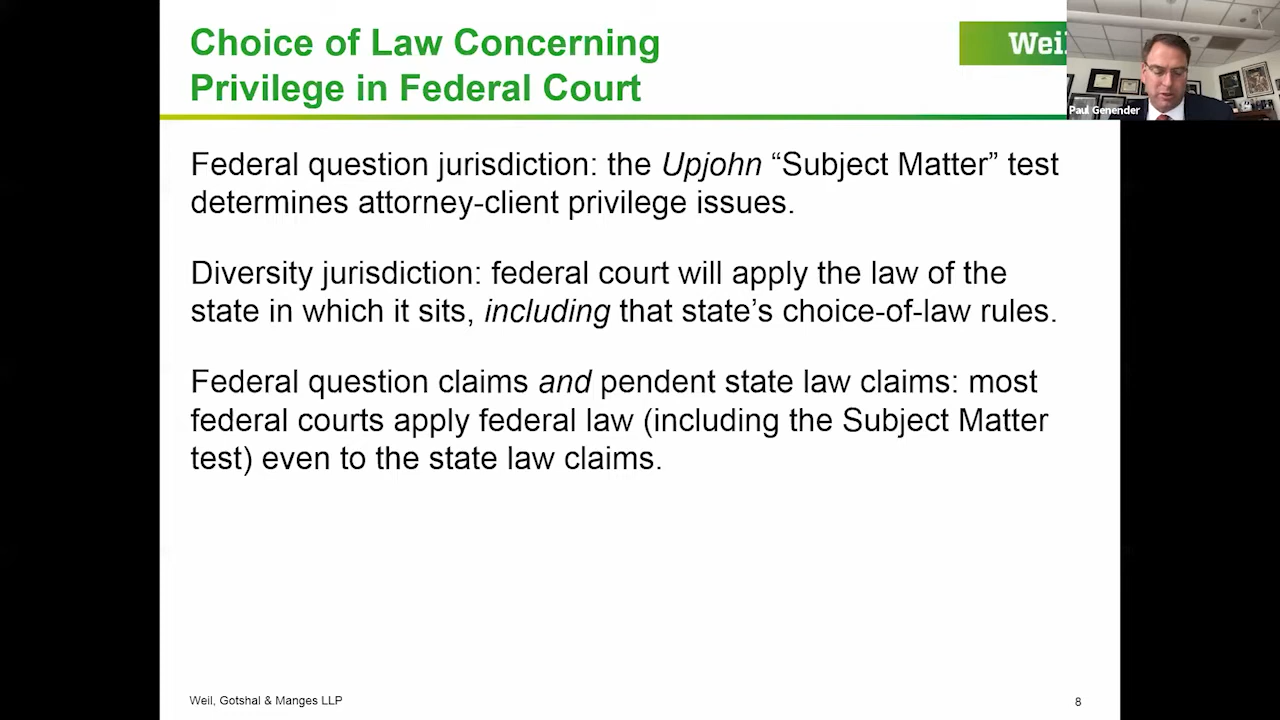 Choice of Law Concerning
Privilege in Federal Court
Weil
Paul Genender
Federal question jurisdiction: the Upjohn “Subject Matter” test
determines attorney-client privilege issues.
Diversity jurisdiction: federal court will apply the law of the
state in which it sits, including that state’s choice-of-law rules.
Federal question claims and pendent state law claims: most
federal courts apply federal law (including the Subject Matter
test) even to the state law claims.
Weil, Gotshal & Manges LLP
8